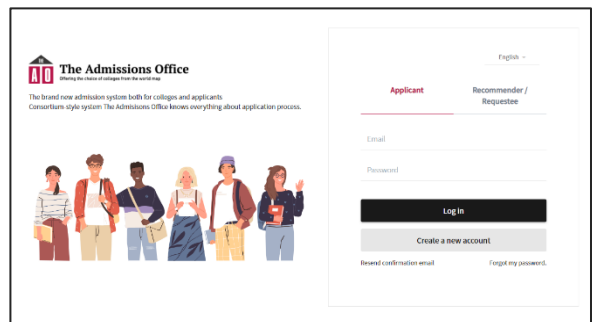 AO
The Admissions Office
Offering the choice of colleges from the world map
The brand new admission system both for colleges and applicants
Consortium style system The Admissions Office knows everything about application process.
English
Applicant
Recommender /
Requestee
Email
Password
Log in
Create a new account
Resend confirmation email
Forgot my password.